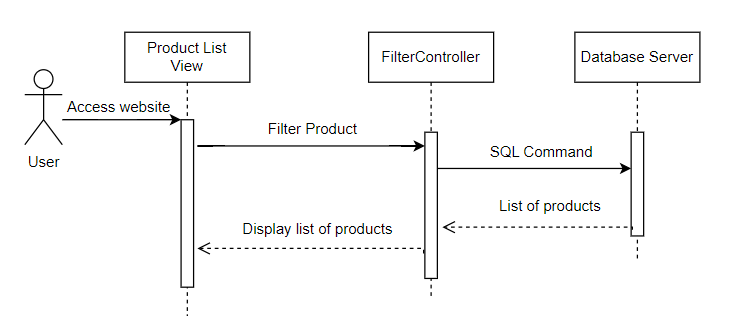 Product List
View
FilterController
Database Server
Access website
User
Filter Product
SQL Command
List of products
Display list of products